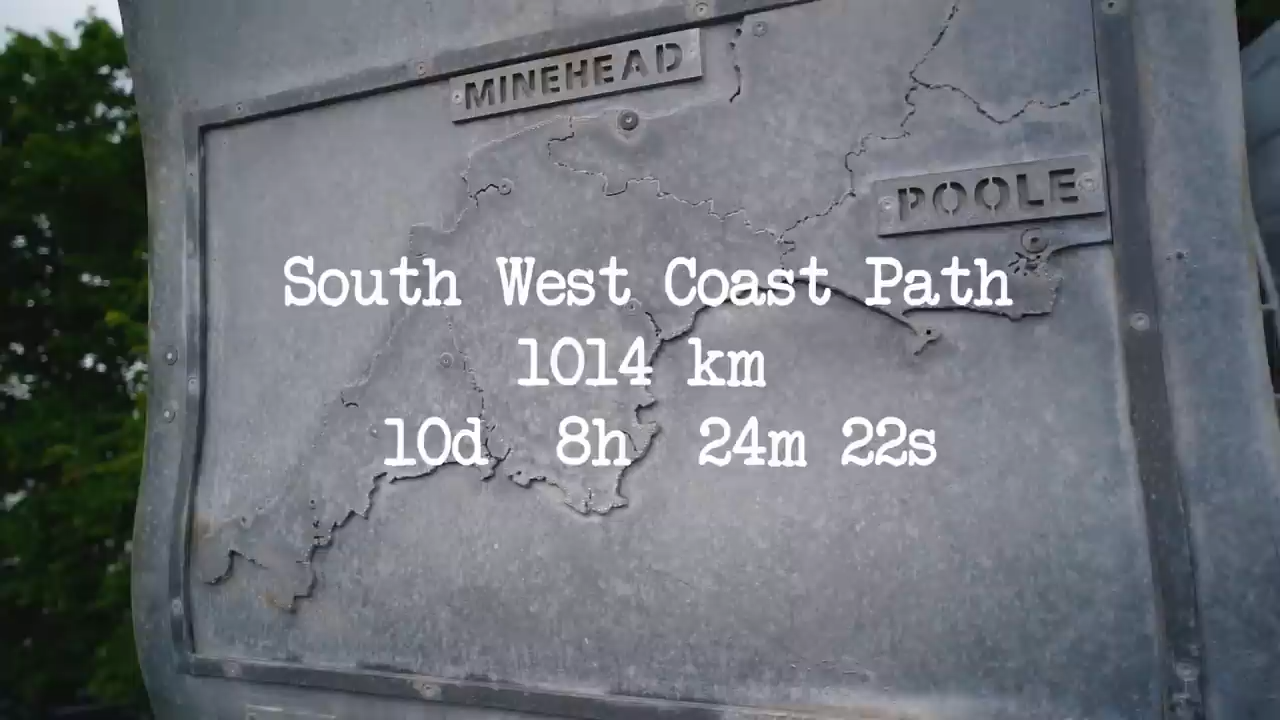 MINEHEAD
POOLE
South West Coast Path
1014 km
10d 8h 24m 22s